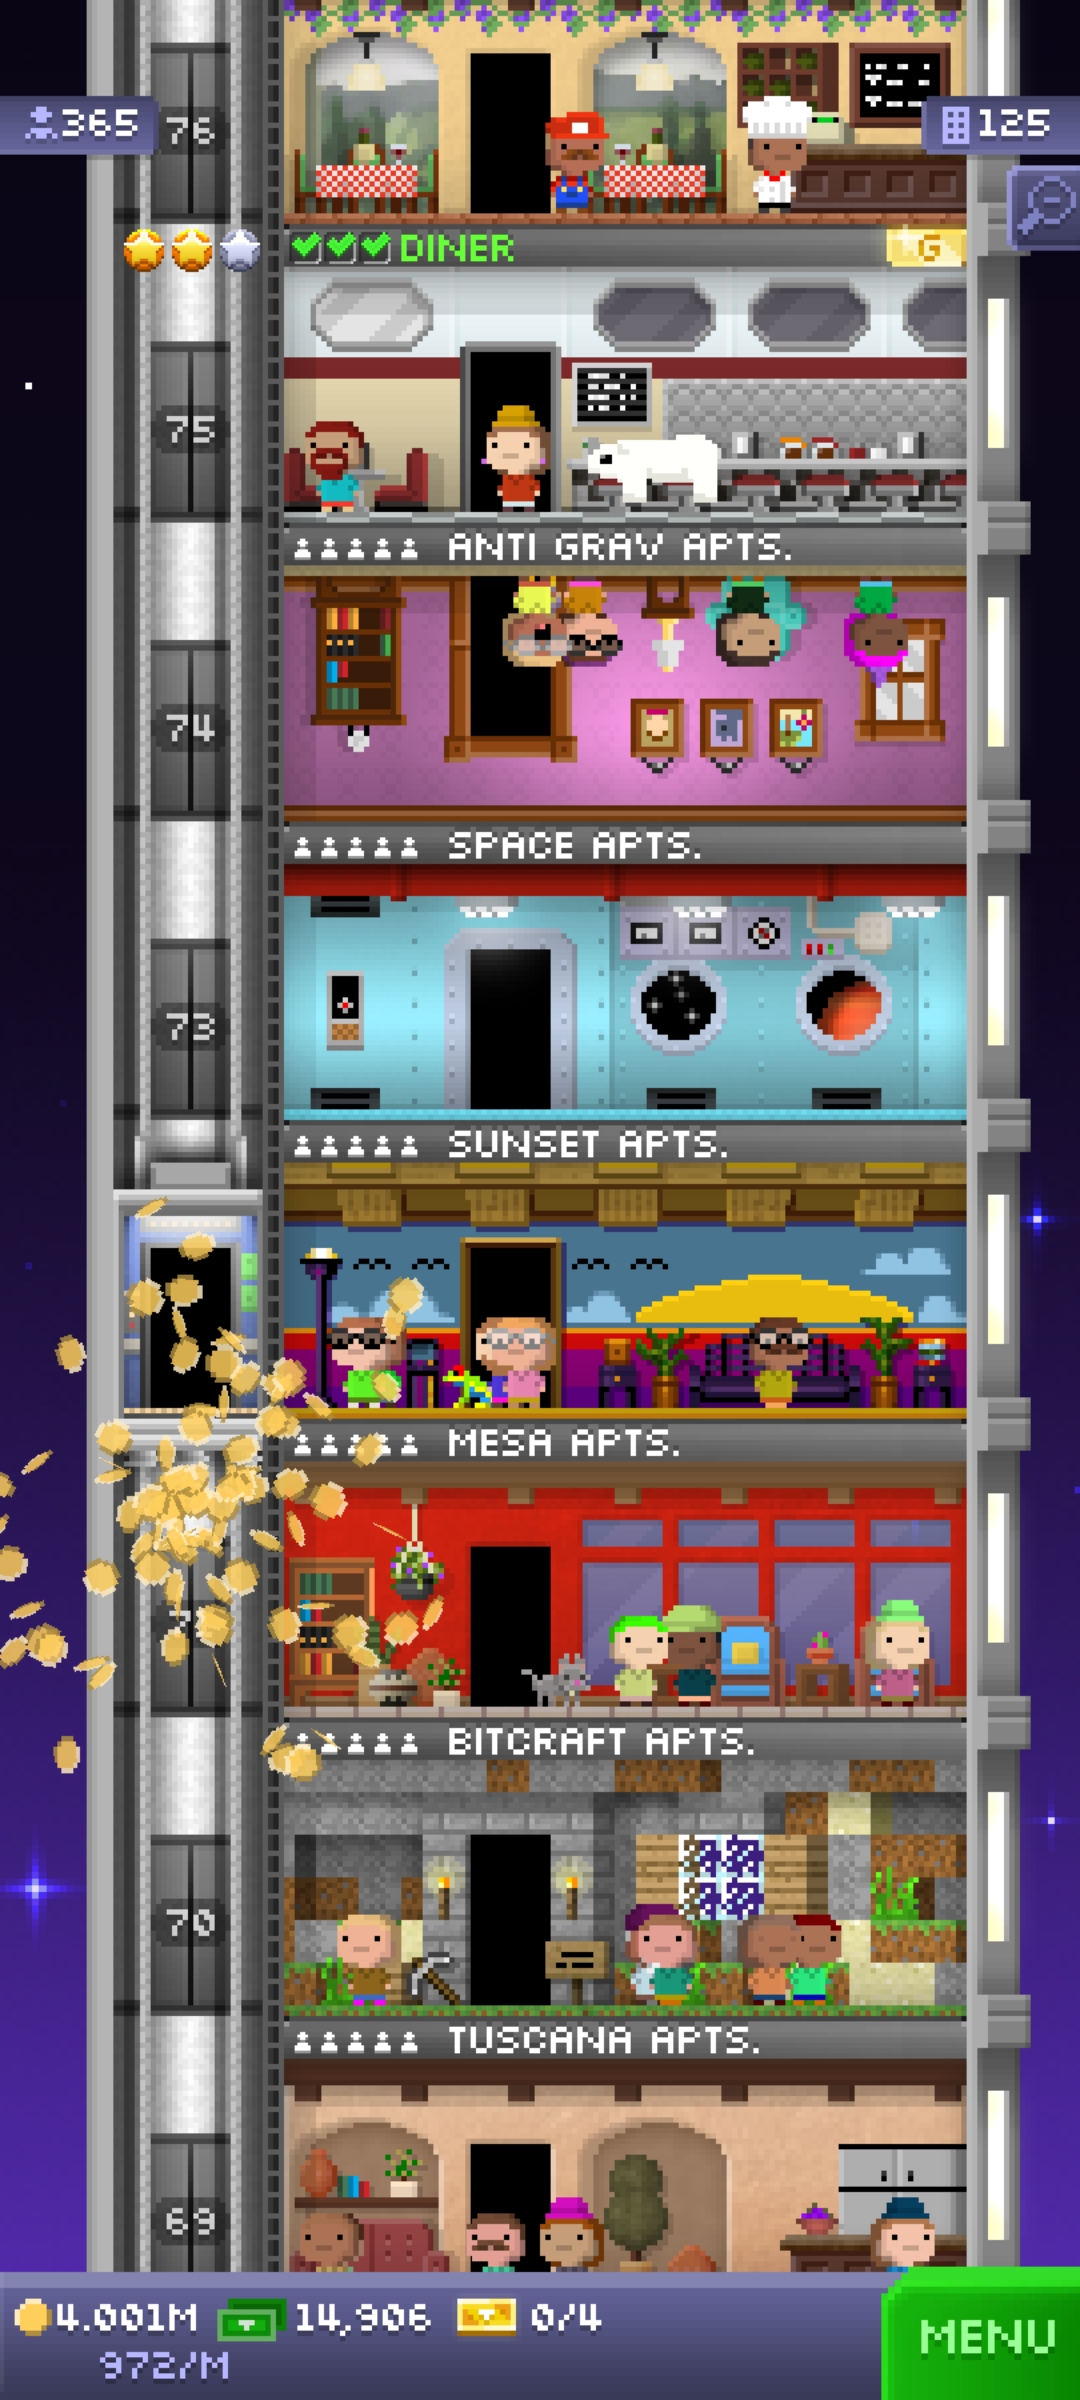 365
76
125
DINER
G
75
ANTI GRAV APTS.
74
SPACE APTS.
73
SUNSET APTS.
MESA APTS.
BITCRAFT APTS.
70
TUSCANA APTS.
69
4.001M
14,906
0/4
972/M
MENU